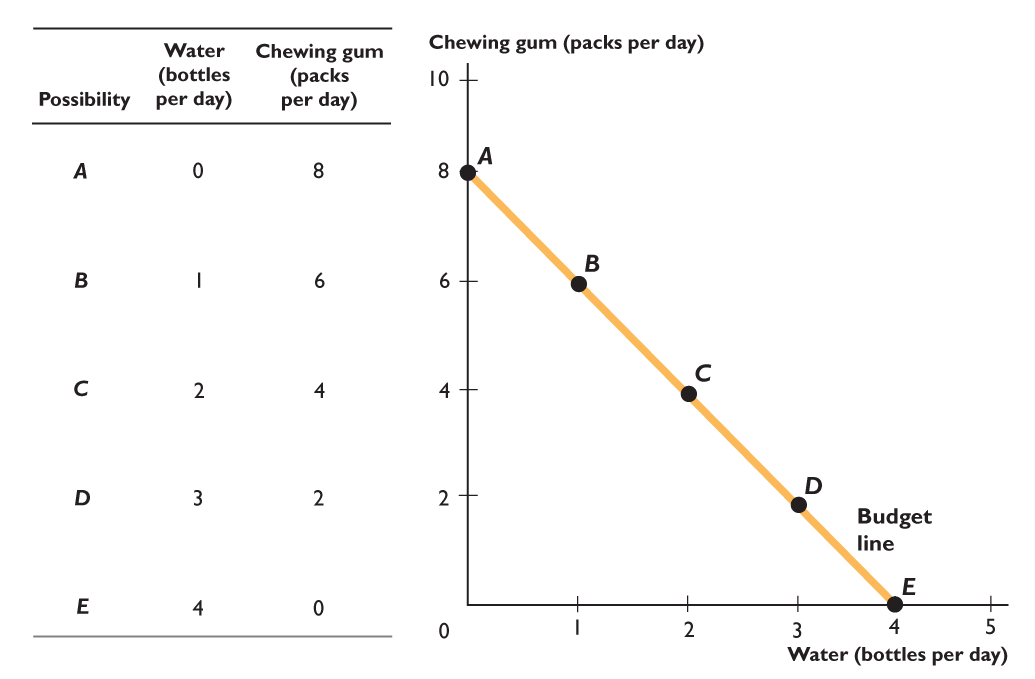 Water Chewing gum
(bottles (packs
Possibility per day) per day)
A 0 8
B 1 6
C 2 4
D 3 2
E 4 0
Chewing gum (packs per day)
10
8
6
4
2
0
A
B
C
D
E
Budget
line
1 2 3 4 5
Water (bottles per day)